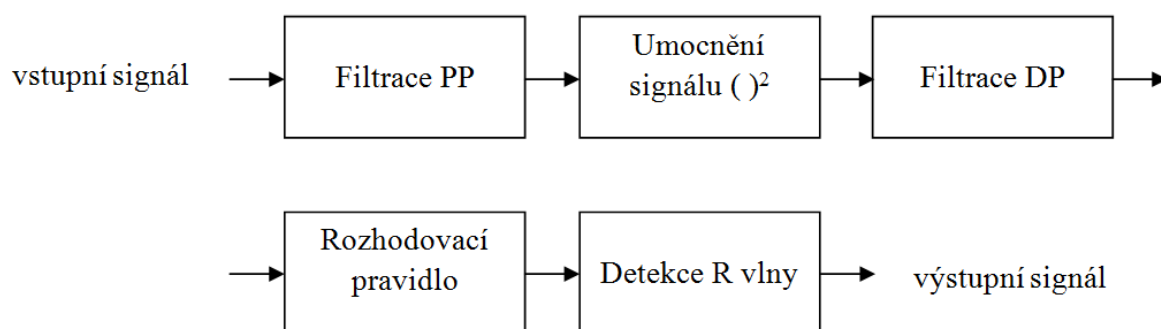 vstupní signál
Filtrace PP
Umocnění
signálu ( )²
Filtrace DP
Rozhodovací
pravidlo
Detekce R vlny
výstupní signál